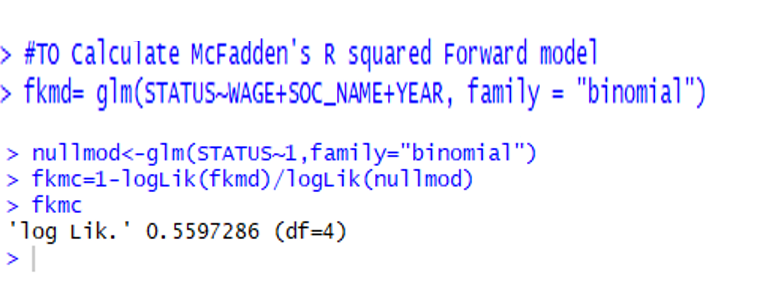 > #TO Calculate McFadden's R squared Forward model
> fkmd= glm(STATUS~WAGE+SOC_NAME+YEAR, family = "binomial")
> nullmod<-glm(STATUS~1,family="binomial")
> fkmc=1-logLik(fkmd)/logLik(nullmod)
> fkmc
'log Lik.' 0.5597286 (df=4)
>